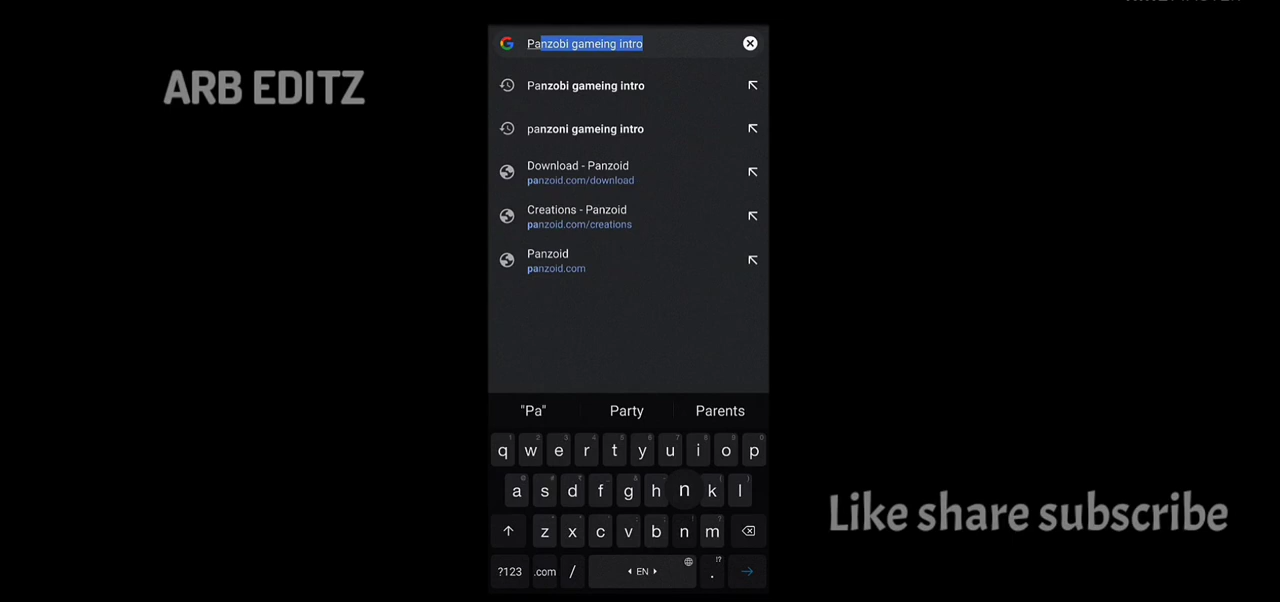 ARB EDITZ
Panzobi gameing intro
Panzobi gameing intro
panzoni gameing intro
Download - Panzoid
panzoid.com/download
Creations - Panzoid
panzoid.com/creations
Panzoid
panzoid.com
"Pa" Party Parents
q w e r t y u i o p
a s d f g h n k l
z x c v b n m
?123 .com / EN . !?
Like share subscribe